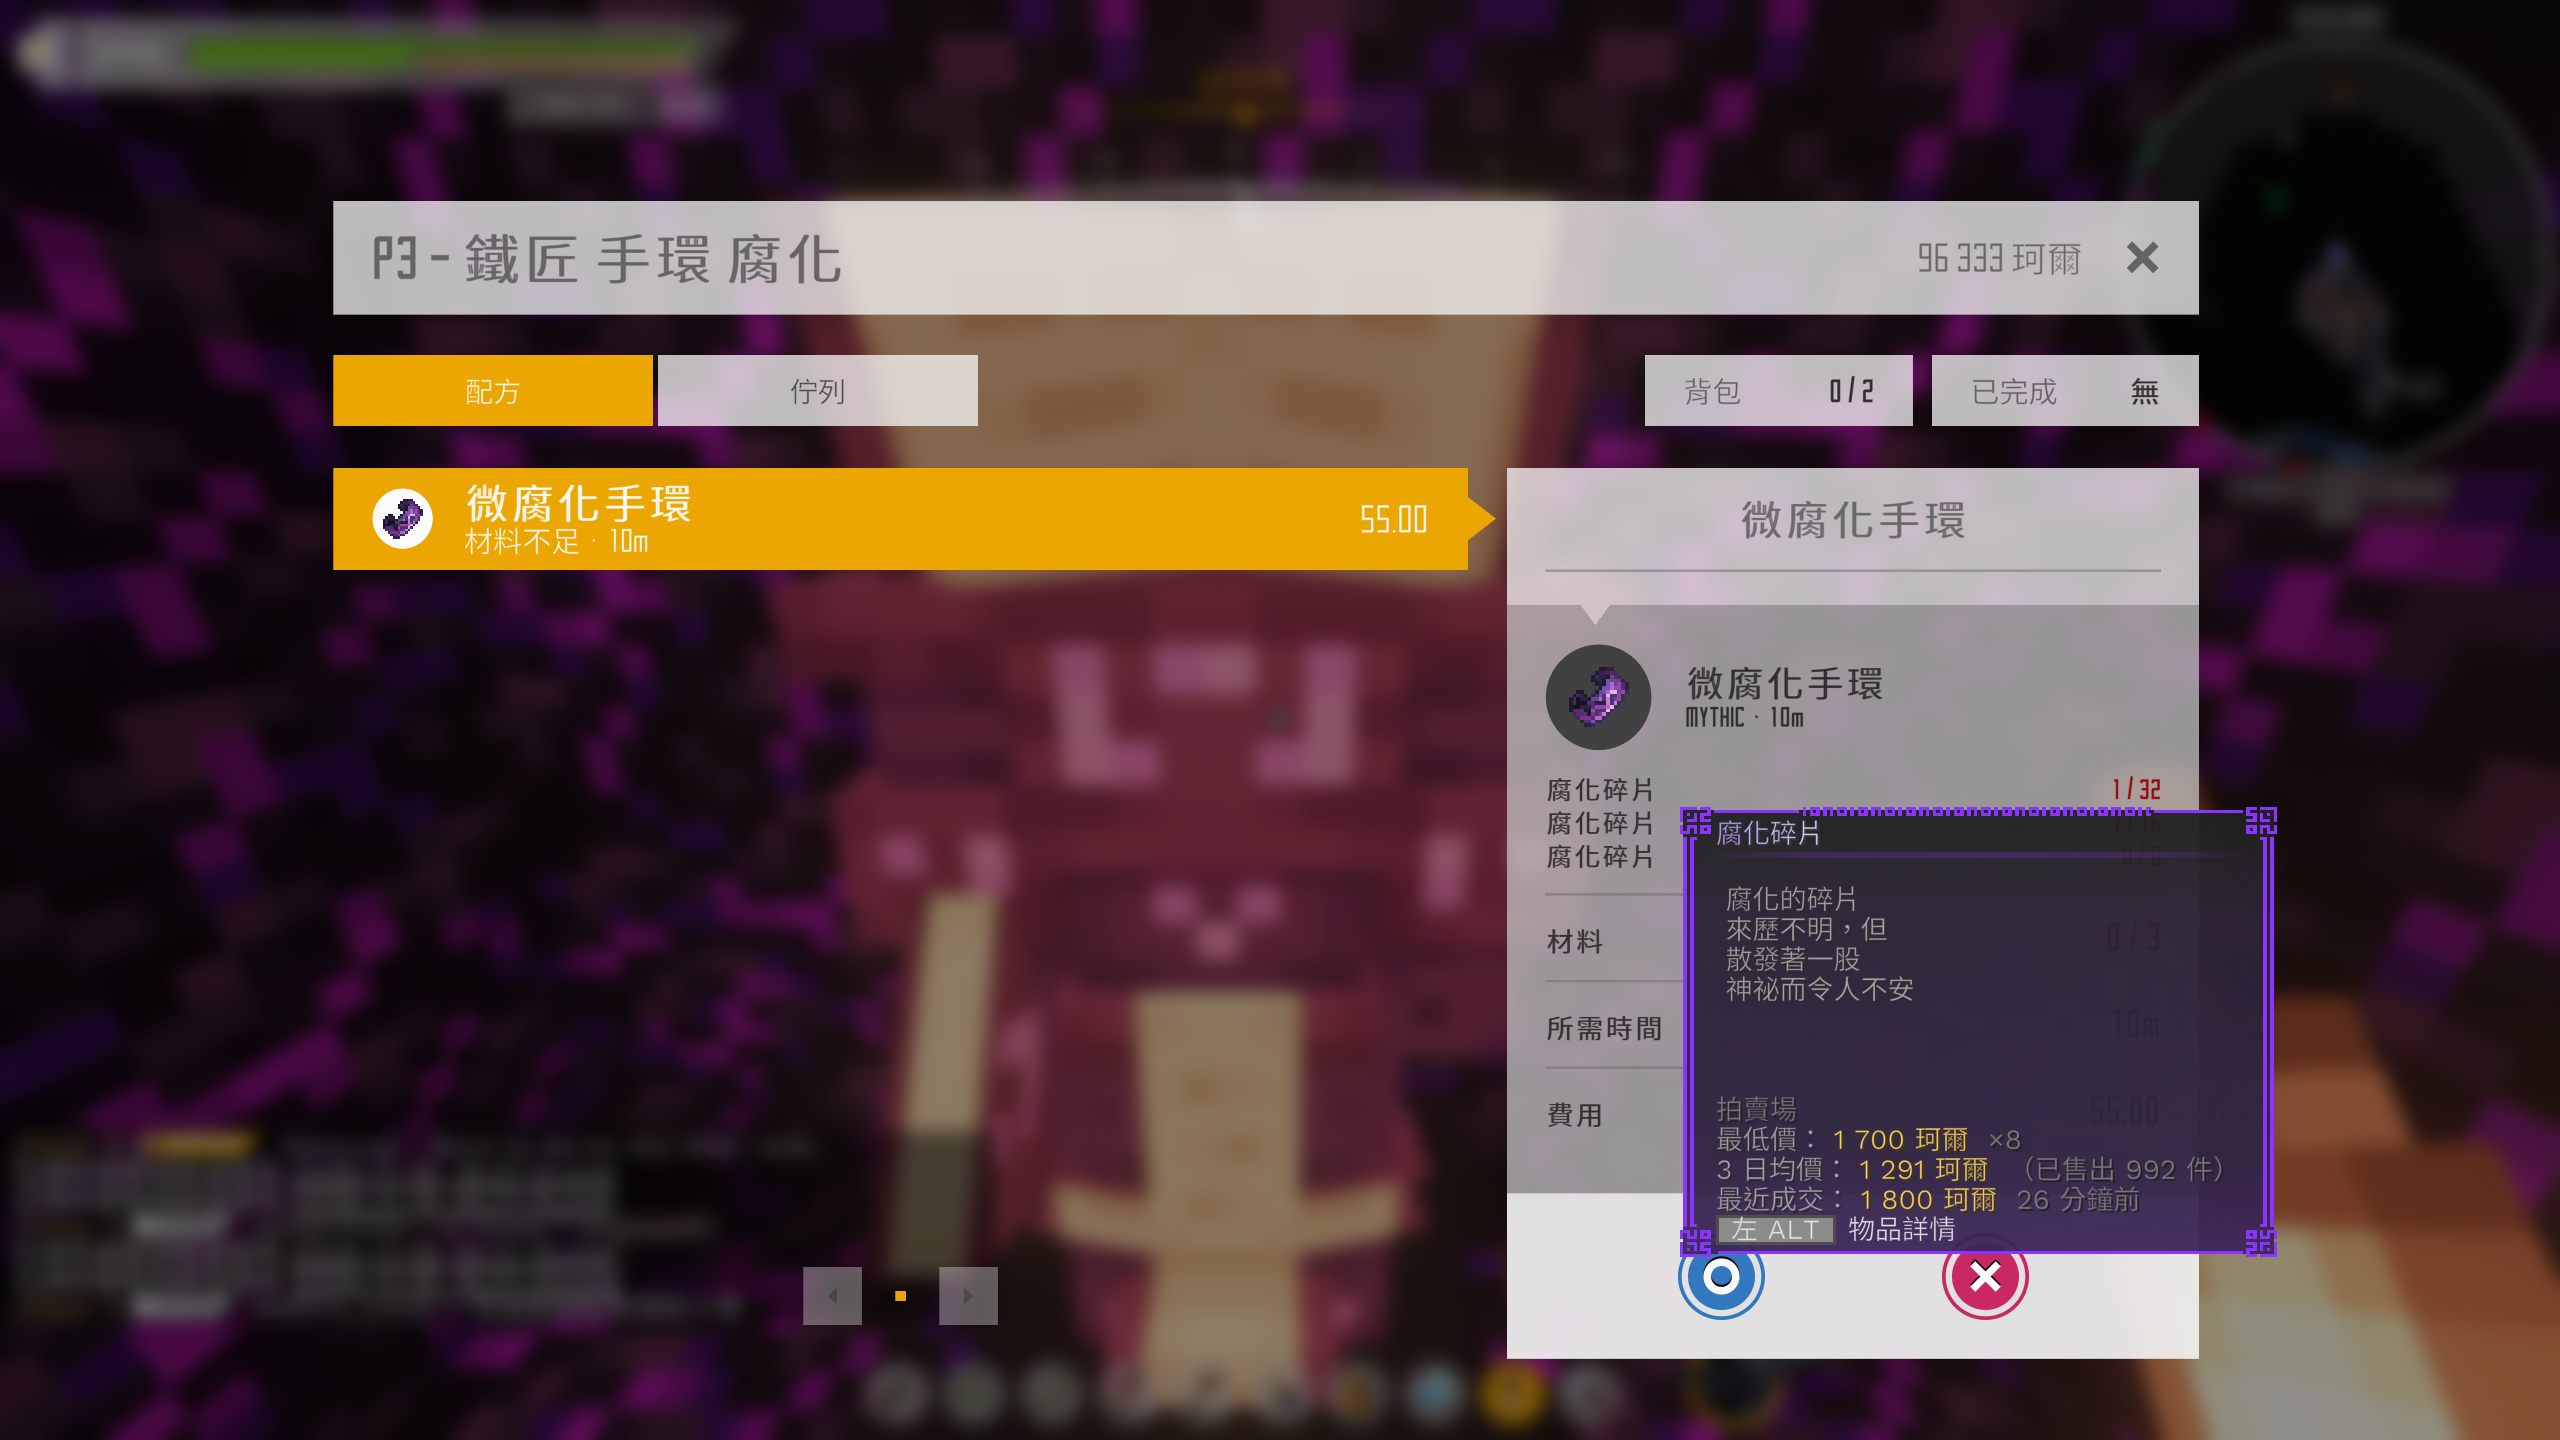 P3 - 鐵匠 手環 腐化
96 333 珂爾
配方
佇列
背包 0 / 2
已完成 無
微腐化手環
材料不足 · 10m
55.00
微腐化手環
微腐化手環
MYTHIC · 10m
腐化碎片 1 / 32
腐化碎片
腐化碎片
材料 0 / 3
所需時間 10m
費用 55.00
腐化碎片
腐化的碎片
來歷不明，但
散發著一股
神祕而令人不安
拍賣場
最低價： 1 700 珂爾 ×8
3 日均價： 1 291 珂爾 （已售出 992 件）
最近成交： 1 800 珂爾 26 分鐘前
左 ALT 物品詳情